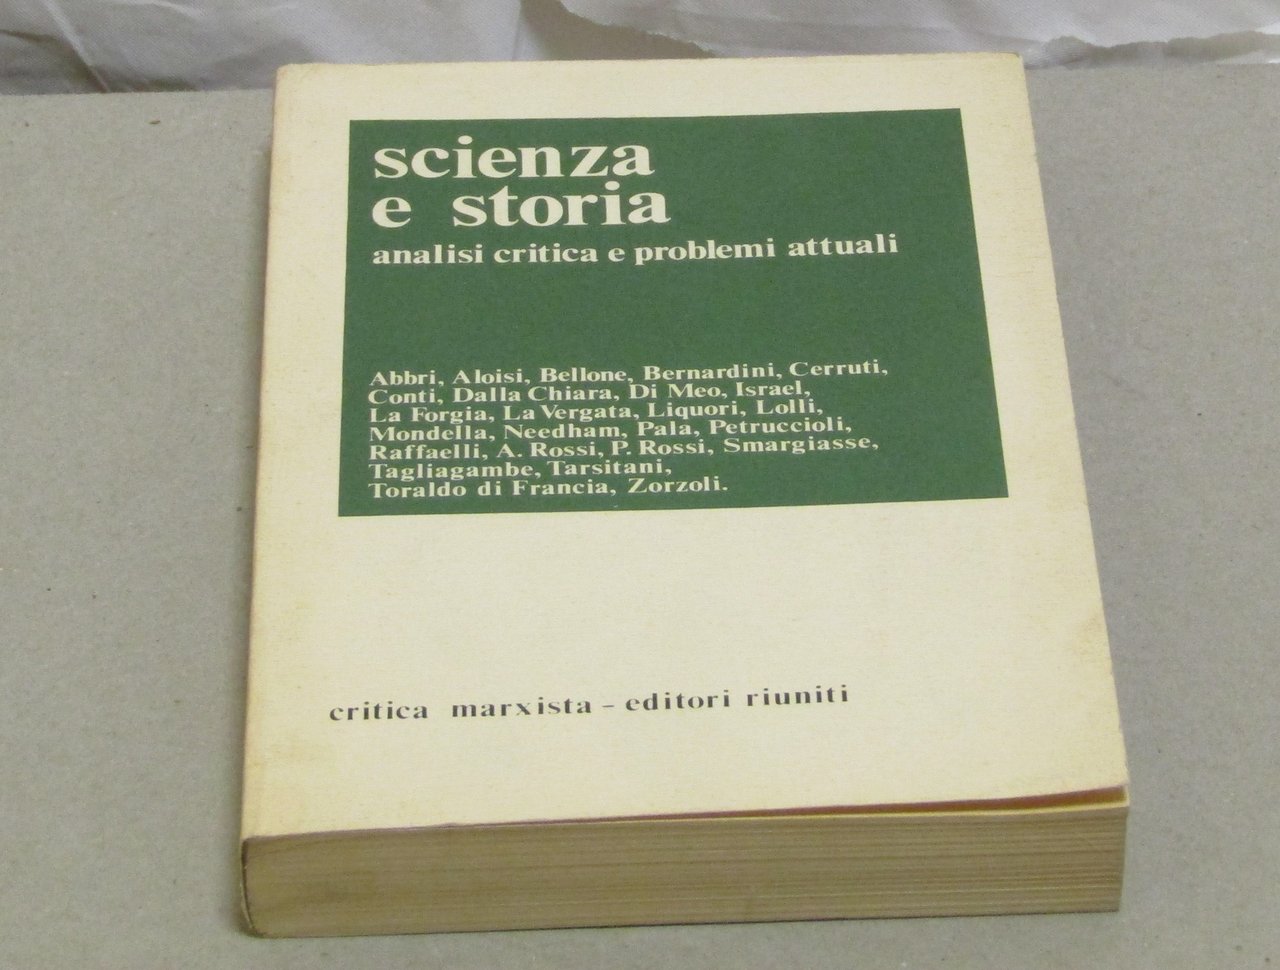 scienza
e storia
analisi critica e problemi attuali
Abbri, Aloisi, Bellone, Bernardini, Cerruti,
Conti, Dalla Chiara, Di Meo, Israel,
La Forgia, La Vergata, Liquori, Lolli,
Mondella, Needham, Pala, Petruccioli,
Raffaelli, A. Rossi, P. Rossi, Smargiasse,
Tagliagambe, Tarsitani,
Toraldo di Francia, Zorzoli.
critica marxista - editori riuniti